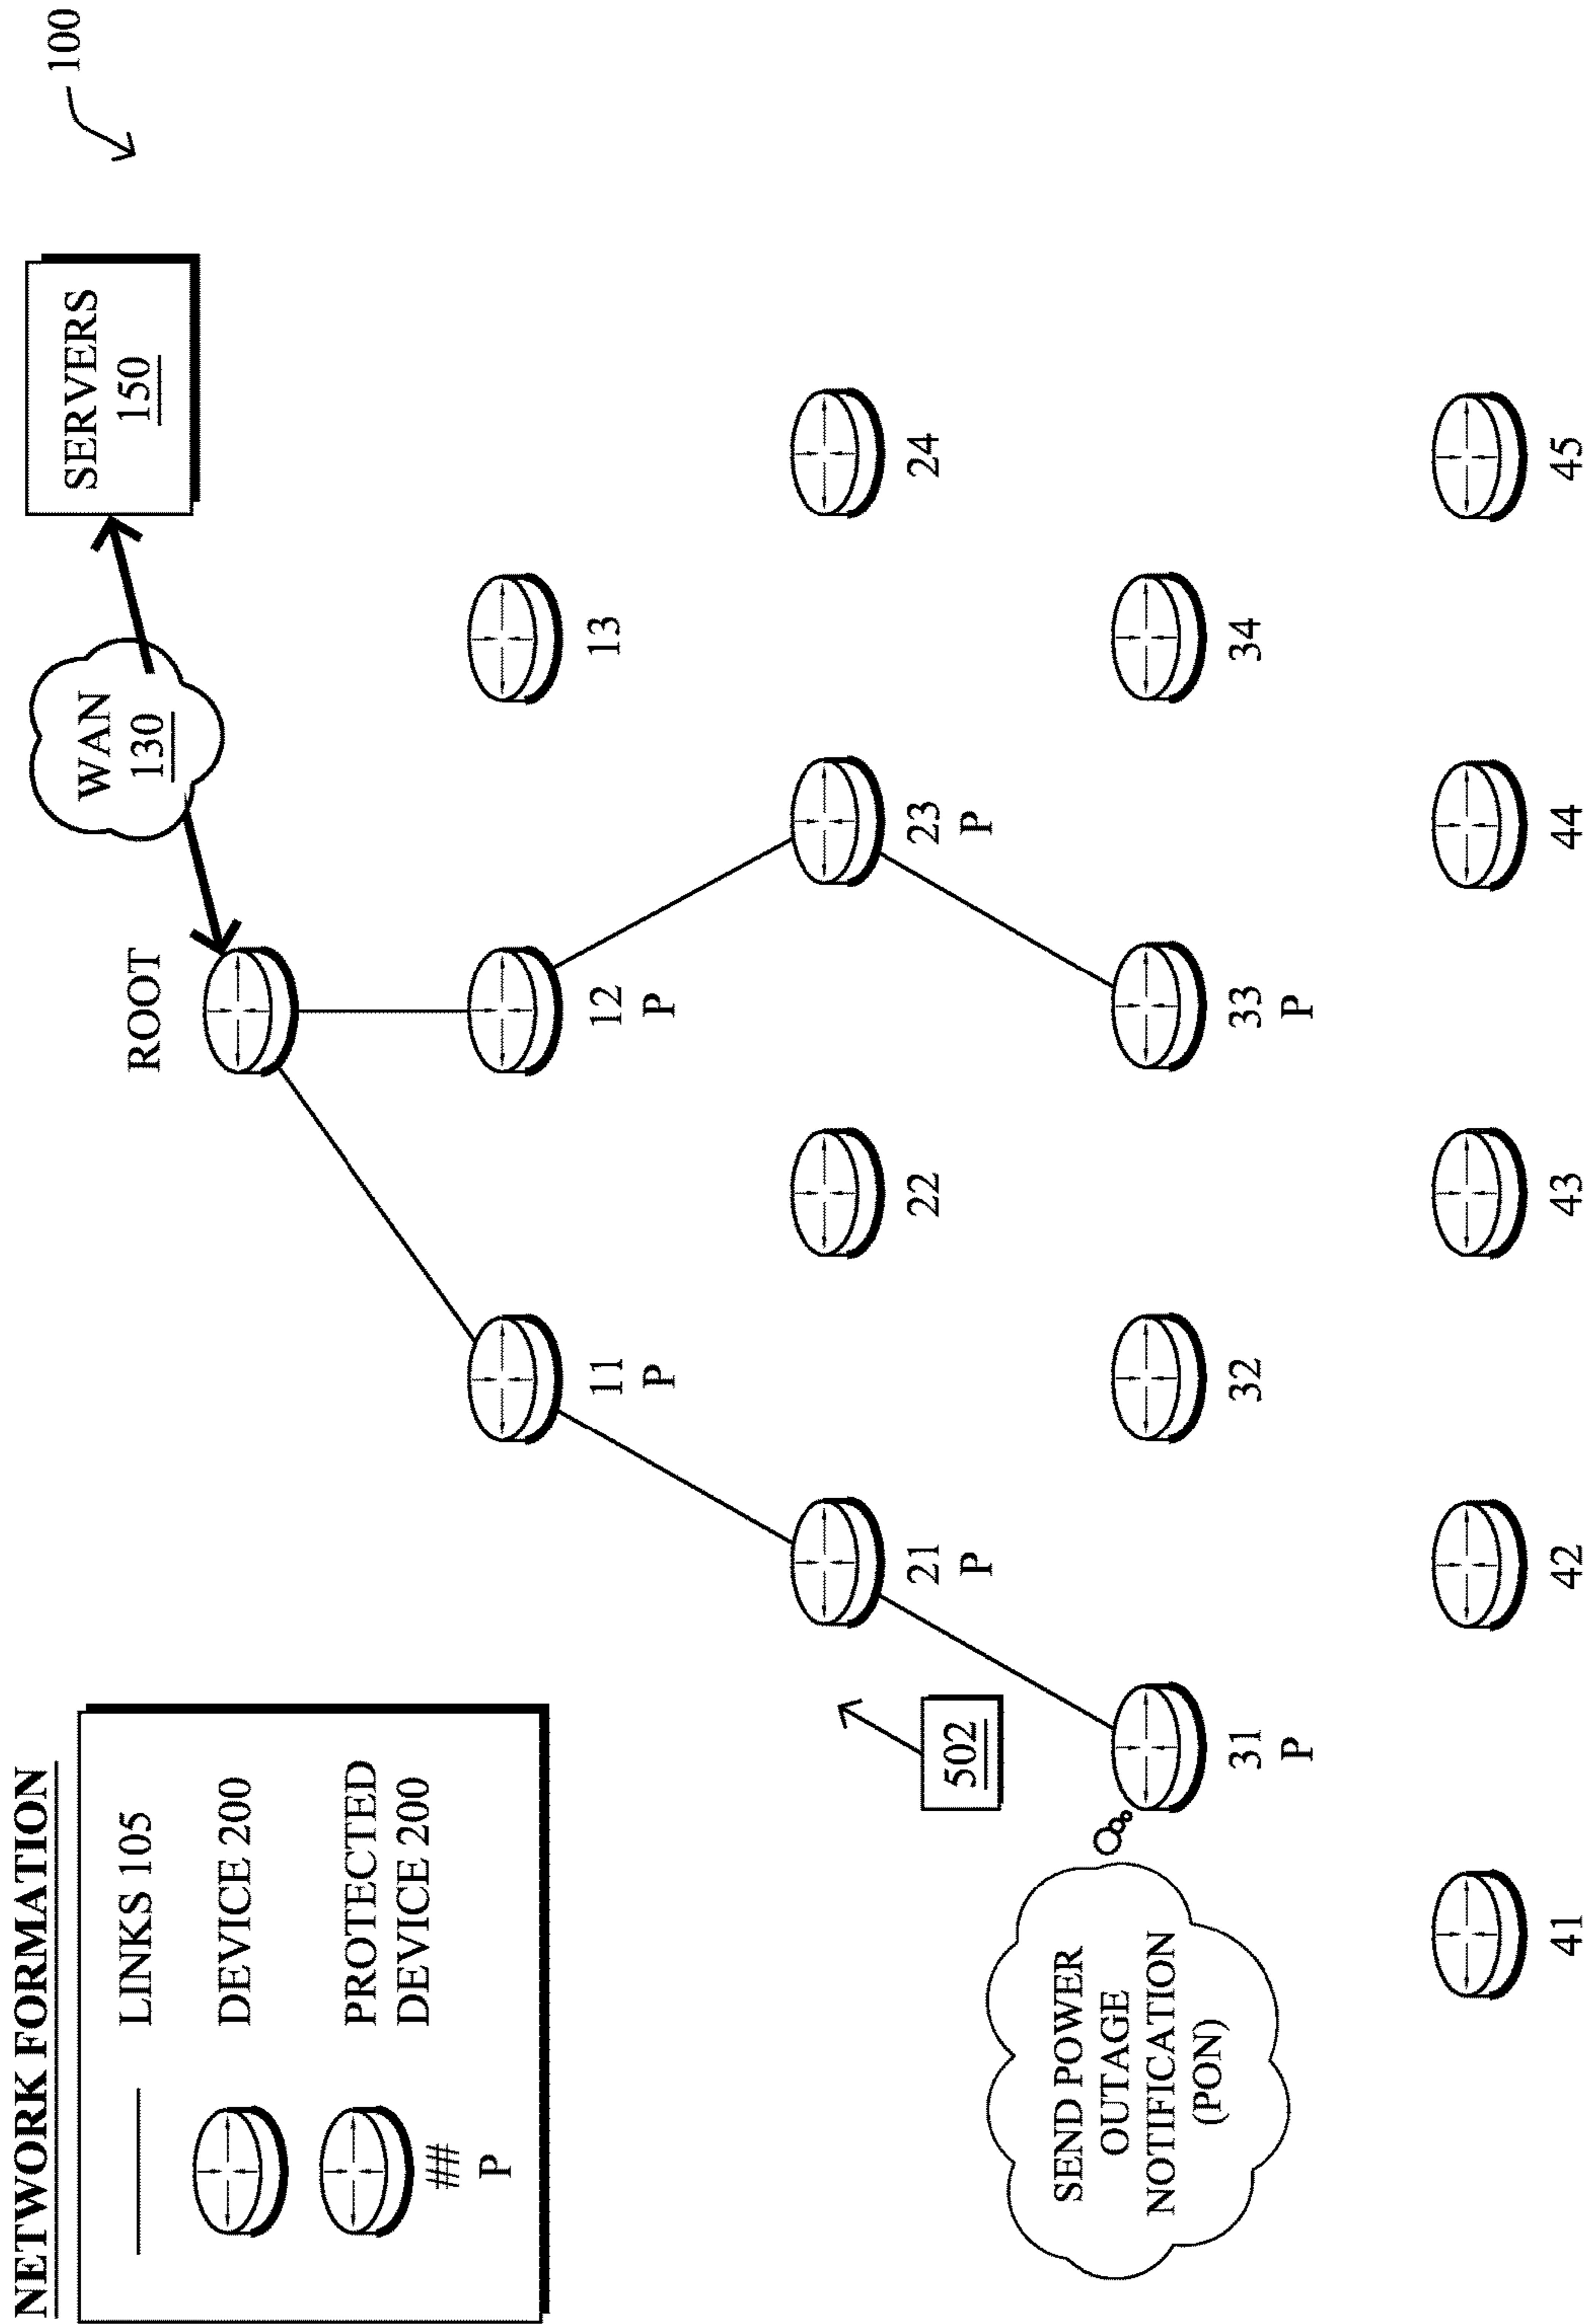 NETWORK FORMATION
LINKS 105
DEVICE 200
##
P
PROTECTED
DEVICE 200
100
SERVERS
150
WAN
130
ROOT
11
P
12
P
13
21
P
22
23
P
24
502
SEND POWER
OUTAGE
NOTIFICATION
(PON)
31
P
32
33
P
34
41
42
43
44
45